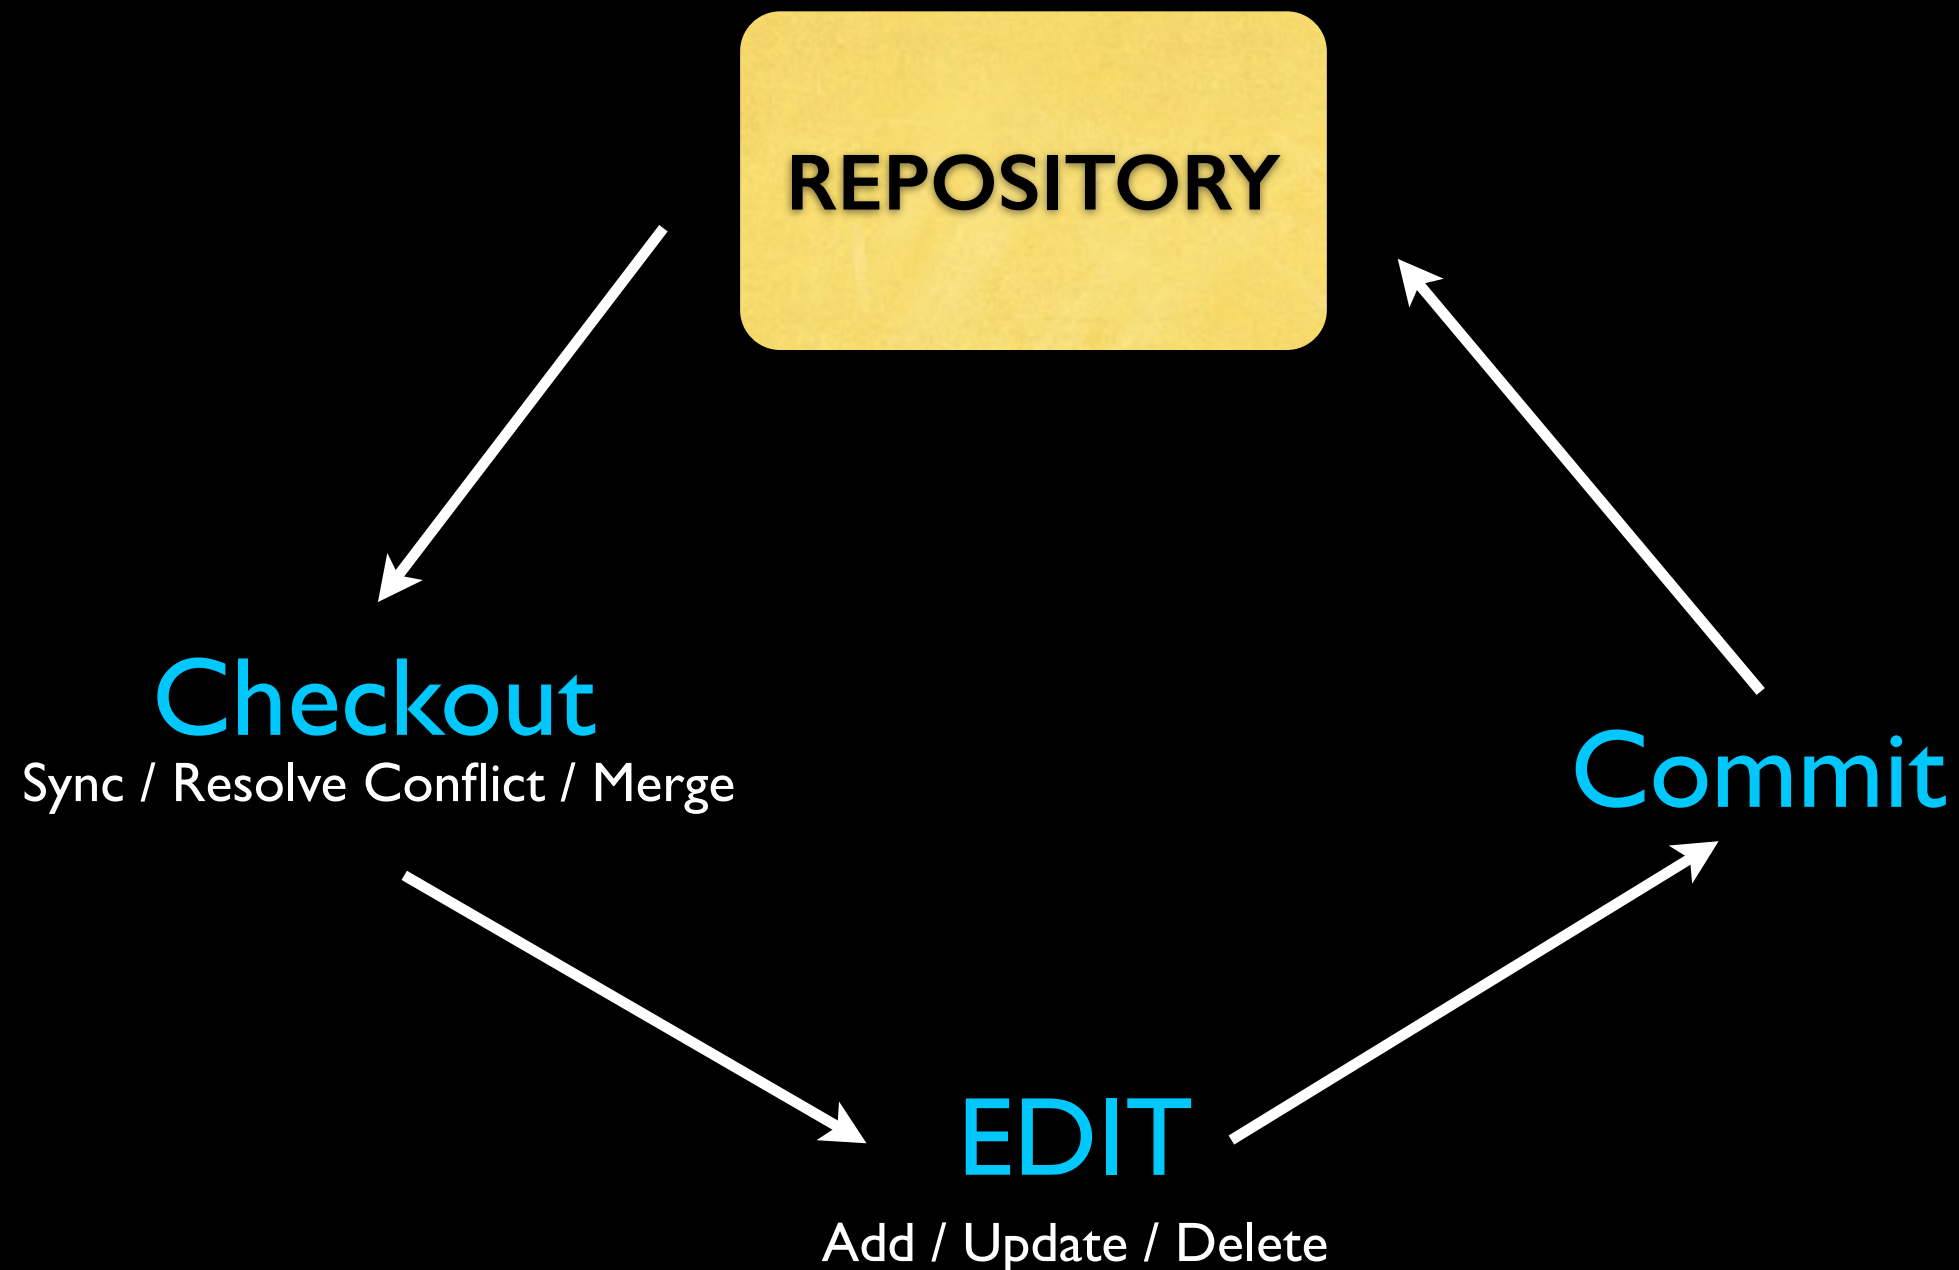 REPOSITORY
Checkout
Sync / Resolve Conflict / Merge
Commit
EDIT
Add / Update / Delete